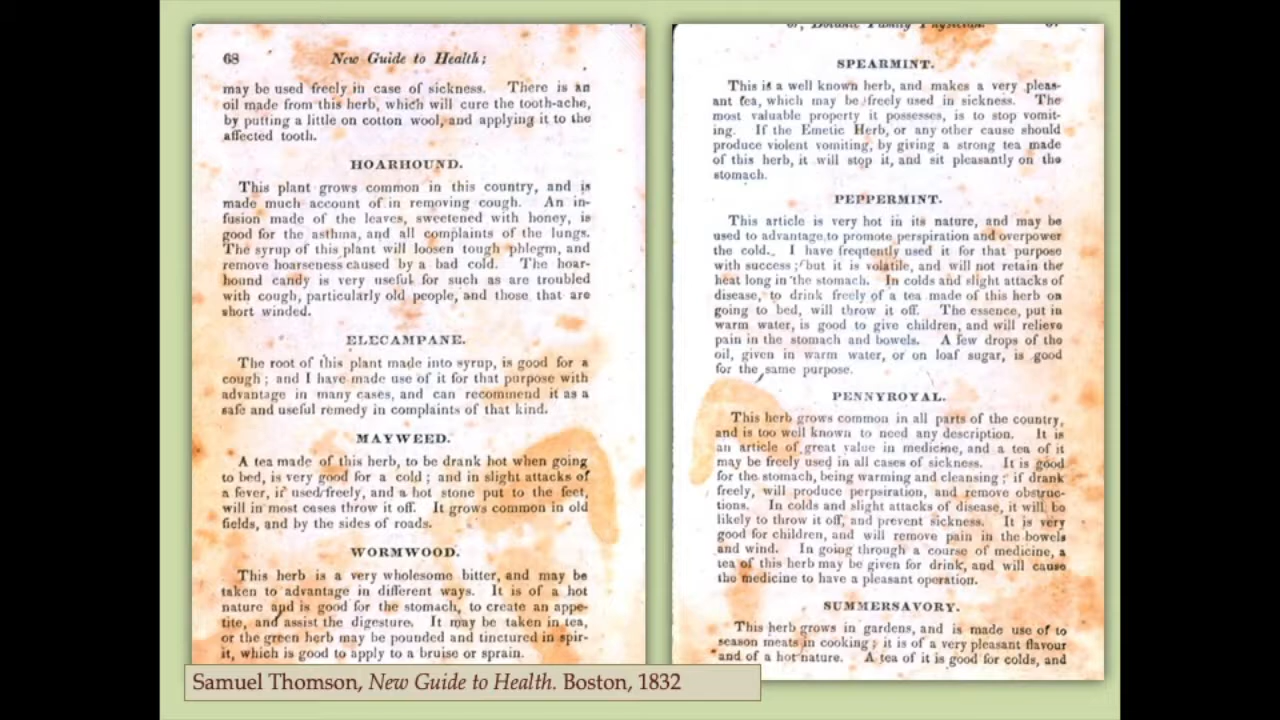 68 New Guide to Health;
may be used freely in case of sickness. There is an
oil made from this herb, which will cure the tooth-ache,
by putting a little on cotton wool, and applying it to the
affected tooth.
HOARHOUND.
This plant grows common in this country, and is
made much account of in removing cough. An in-
fusion made of the leaves, sweetened with honey, is
good for the asthma, and all complaints of the lungs.
The syrup of this plant will loosen tough phlegm, and
remove hoarseness caused by a bad cold. The hoar-
hound candy is very useful for such as are troubled
with cough, particularly old people, and those that are
short winded.
ELECAMPANE.
The root of this plant made into syrup, is good for a
cough; and I have made use of it for that purpose with
advantage in many cases, and can recommend it as a
safe and useful remedy in complaints of that kind.
MAYWEED.
A tea made of this herb, to be drank hot when going
to bed, is very good for a cold; and in slight attacks of
a fever, if used freely, and a hot stone put to the feet,
will in most cases throw it off. It grows common in old
fields, and by the sides of roads.
WORMWOOD.
This herb is a very wholesome bitter, and may be
taken to advantage in different ways. It is of a hot
nature and is good for the stomach, to create an appe-
tite, and assist the digesture. It may be taken in tea,
or the green herb may be pounded and tinctured in spir-
it, which is good to apply to a bruise or sprain.
or, Botanic Family Physician.
SPEARMINT.
This is a well known herb, and makes a very pleas-
ant tea, which may be freely used in sickness. The
most valuable property it possesses, is to stop vomit-
ing. If the Emetic Herb, or any other cause should
produce violent vomiting, by giving a strong tea made
of this herb, it will stop it, and sit pleasantly on the
stomach.
PEPPERMINT.
This article is very hot in its nature, and may be
used to advantage to promote perspiration and overpower
the cold. I have frequently used it for that purpose
with success; but it is volatile, and will not retain the
heat long in the stomach. In colds and slight attacks of
disease, to drink freely of a tea made of this herb on
going to bed, will throw it off. The essence, put in
warm water, is good to give children, and will relieve
pain in the stomach and bowels. A few drops of the
oil, given in warm water, or on loaf sugar, is good
for the same purpose.
PENNYROYAL.
This herb grows common in all parts of the country,
and is too well known to need any description. It is
an article of great value in medicine, and a tea of it
may be freely used in all cases of sickness. It is good
for the stomach, being warming and cleansing; if drank
freely, will produce perspiration, and remove obstruc-
tions. In colds and slight attacks of disease, it will be
likely to throw it off, and prevent sickness. It is very
good for children, and will remove pain in the bowels
and wind. In going through a course of medicine, a
tea of this herb may be given for drink, and will cause
the medicine to have a pleasant operation.
SUMMERSAVORY.
This herb grows in gardens, and is made use of to
season meats in cooking; it is of a very pleasant flavour
and of a hot nature. A tea of it is good for colds, and
Samuel Thomson, New Guide to Health. Boston, 1832